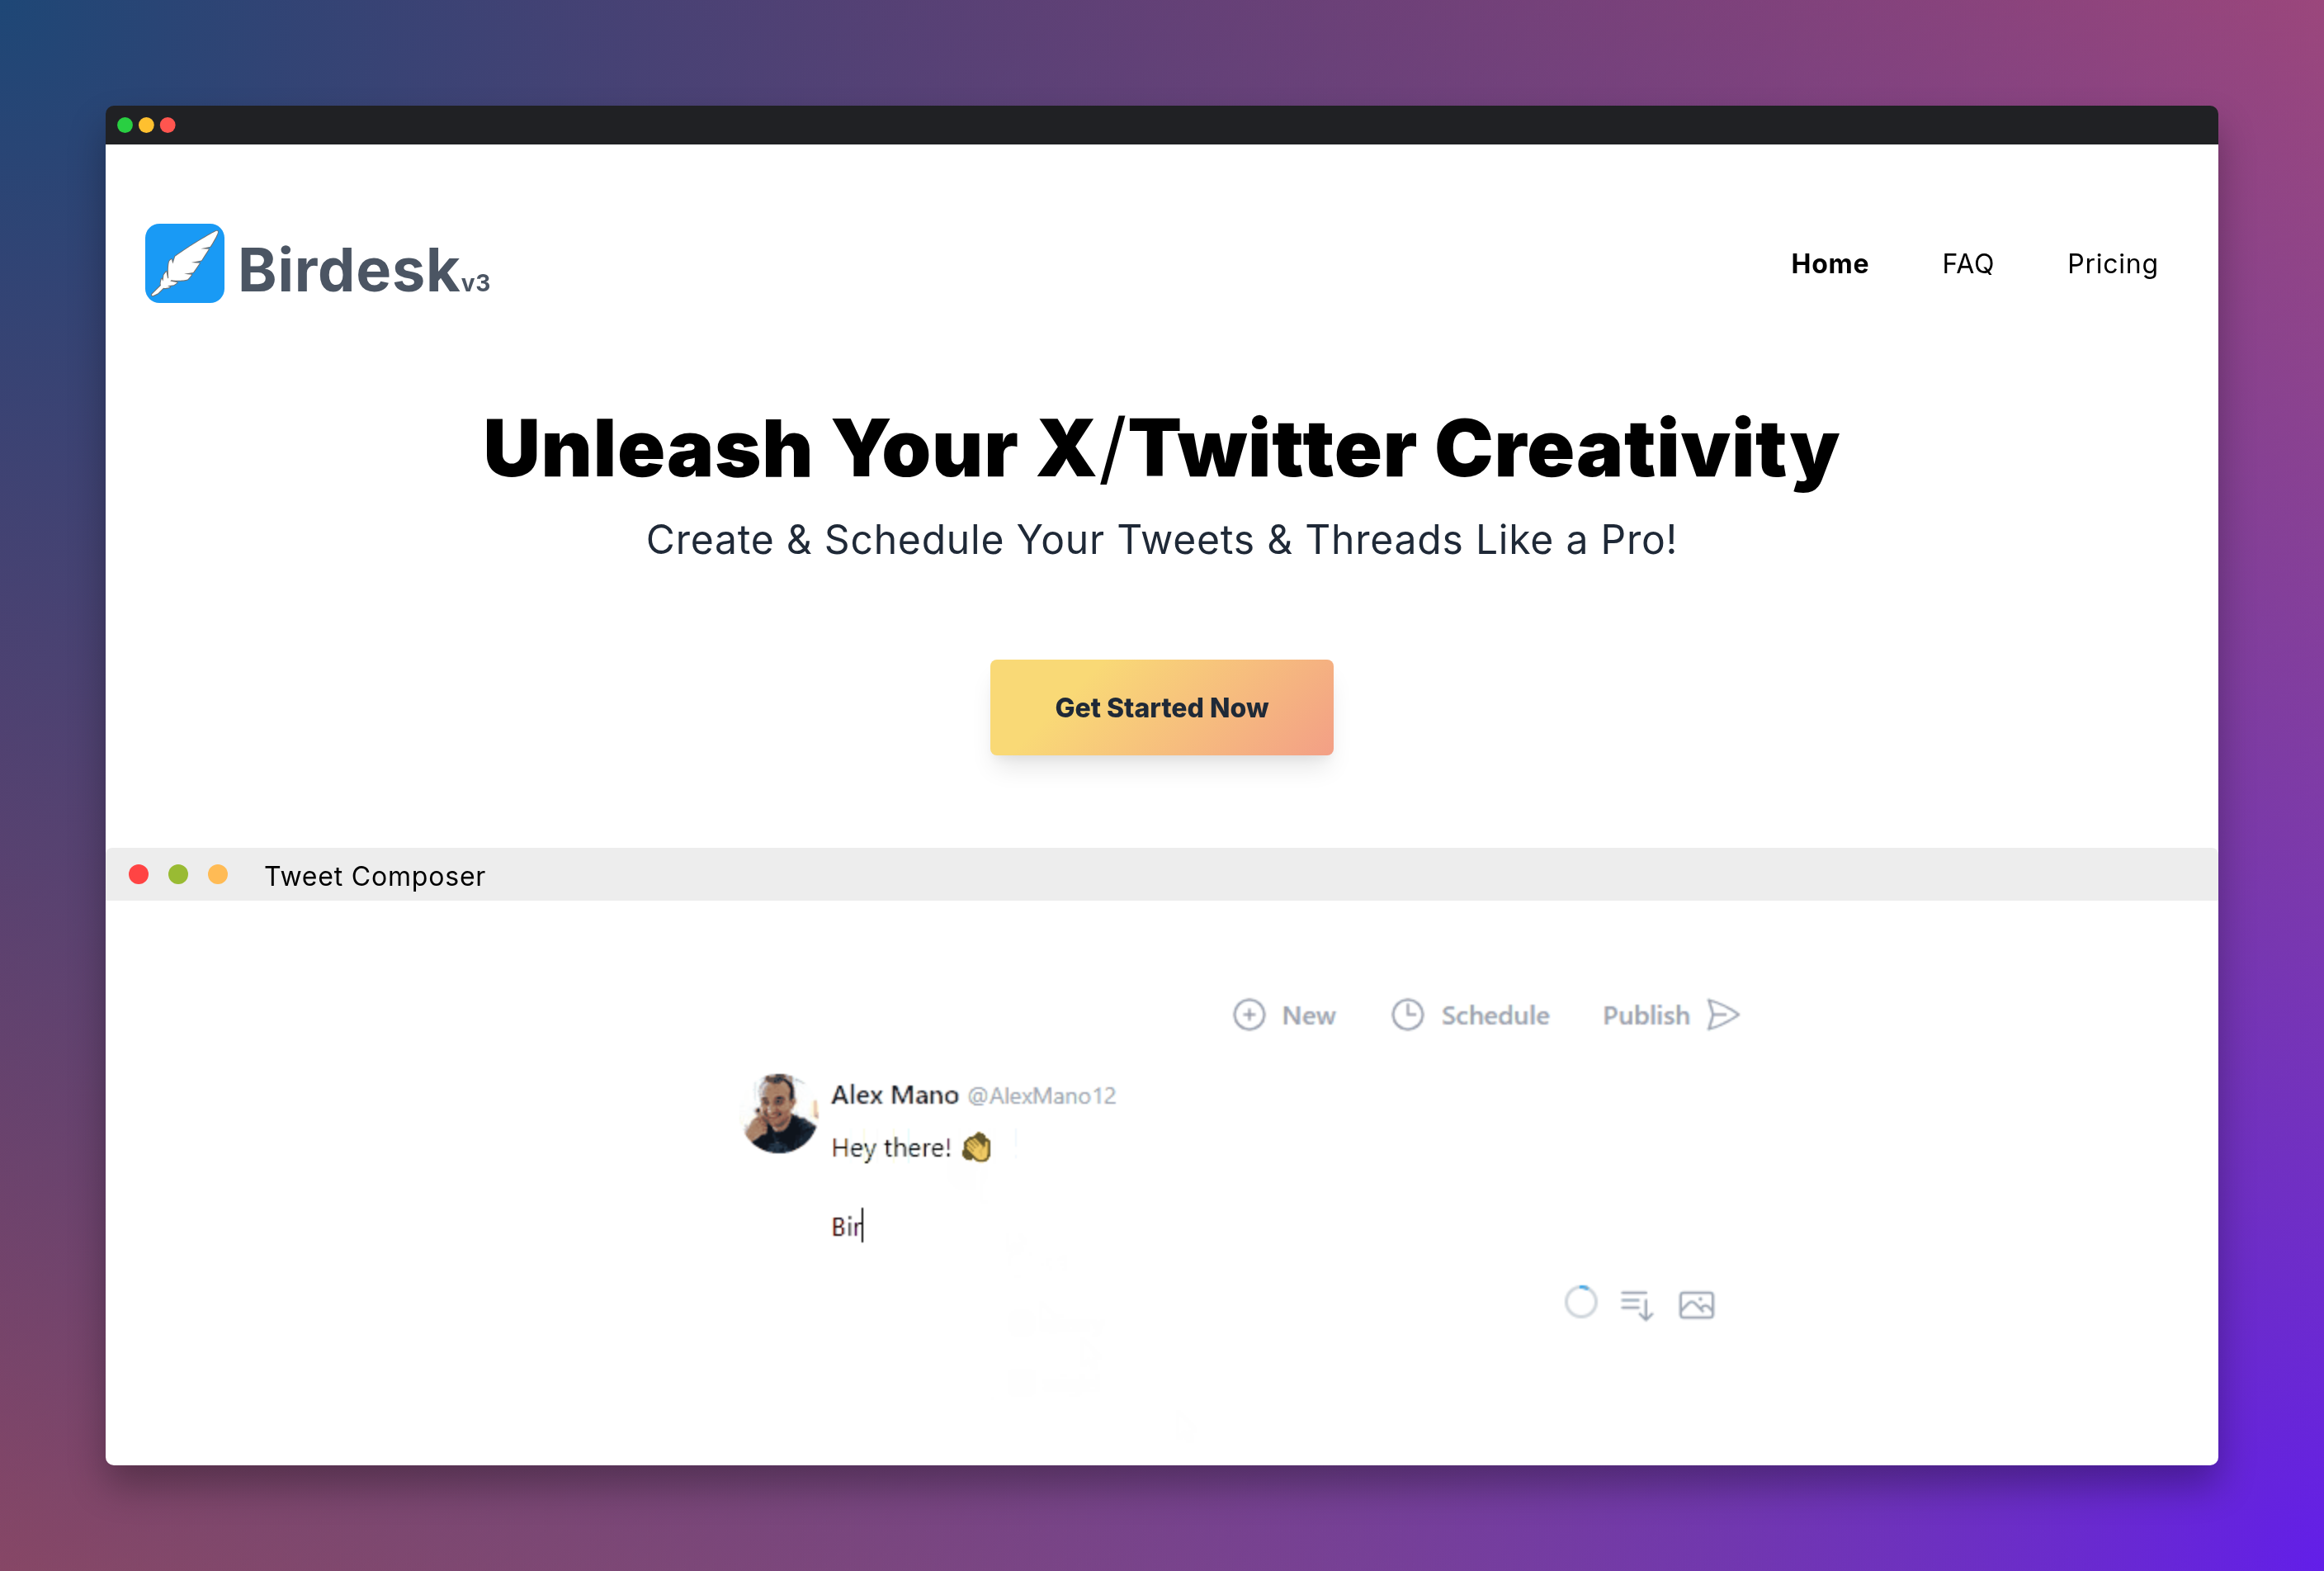 Birdesk v3
Home FAQ Pricing
Unleash Your X/Twitter Creativity
Create & Schedule Your Tweets & Threads Like a Pro!
Get Started Now
Tweet Composer
New Schedule Publish
Alex Mano @AlexMano12
Hey there! 👏
Bir